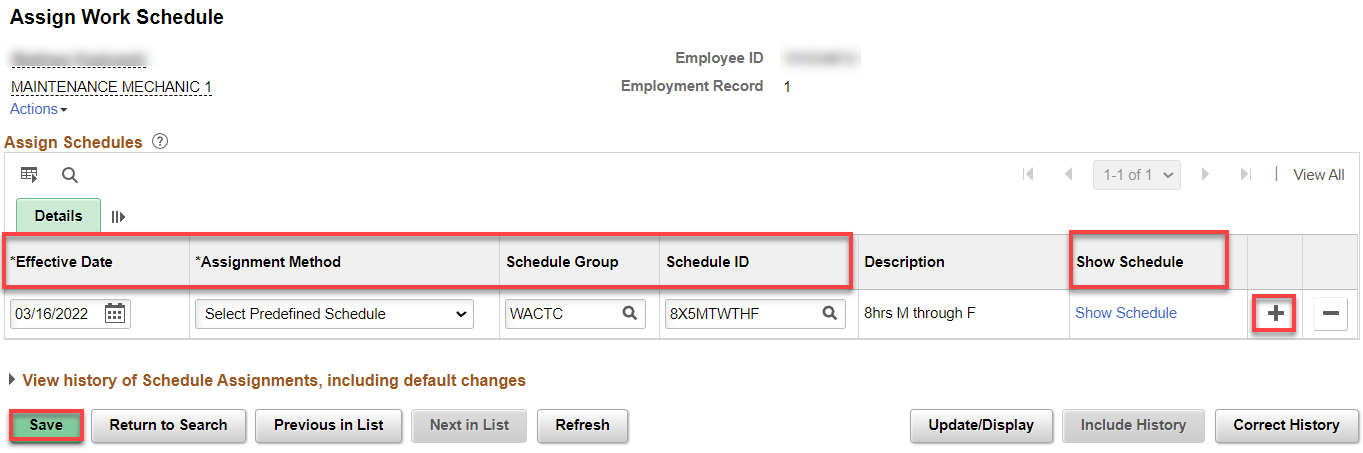 Assign Work Schedule
Employee ID
MAINTENANCE MECHANIC 1
Employment Record 1
Actions
Assign Schedules ?
1-1 of 1 | View All
Details
*Effective Date *Assignment Method Schedule Group Schedule ID Description Show Schedule
03/16/2022 Select Predefined Schedule WACTC 8X5MTWTHF 8hrs M through F Show Schedule + −
View history of Schedule Assignments, including default changes
Save Return to Search Previous in List Next in List Refresh Update/Display Include History Correct History